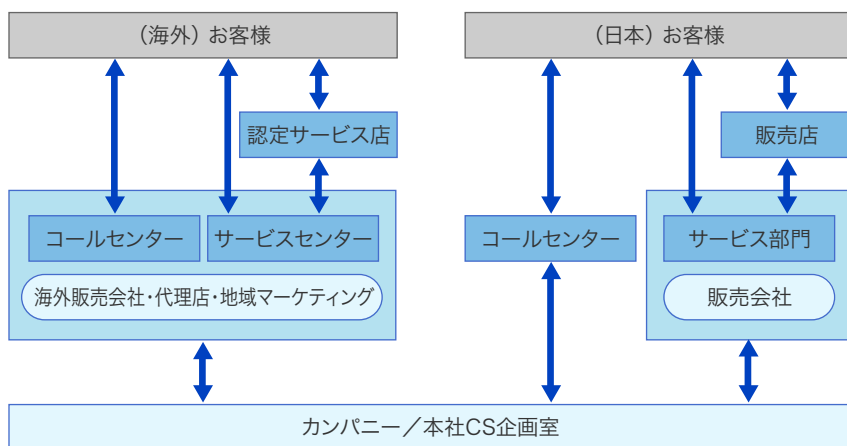 (海外) お客様
(日本) お客様
認定サービス店
販売店
コールセンター
サービスセンター
コールセンター
サービス部門
海外販売会社・代理店・地域マーケティング
販売会社
カンパニー／本社CS企画室